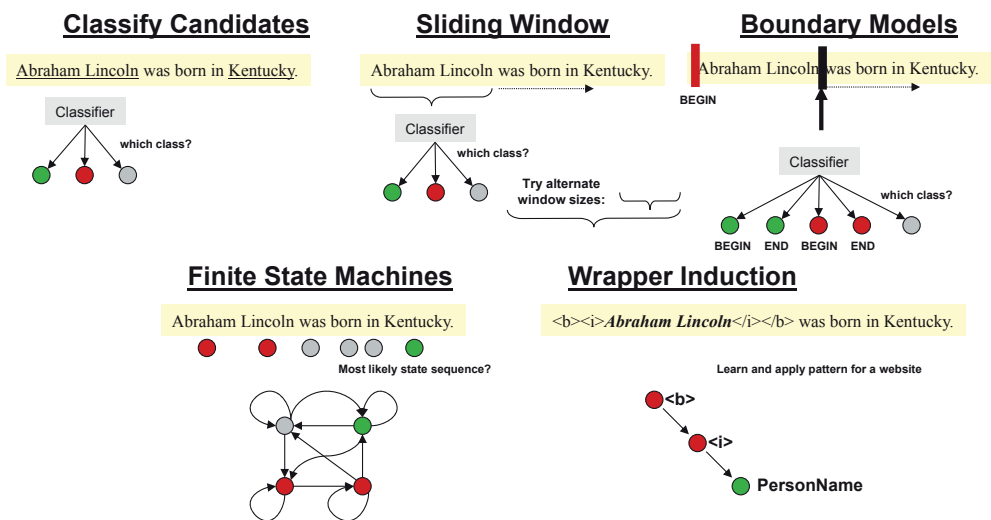 Classify Candidates
Abraham Lincoln was born in Kentucky.
Classifier
which class?
Sliding Window
Abraham Lincoln was born in Kentucky.
Classifier
which class?
Try alternate
window sizes:
Boundary Models
Abraham Lincoln was born in Kentucky.
BEGIN
Classifier
which class?
BEGIN END BEGIN END
Finite State Machines
Abraham Lincoln was born in Kentucky.
Most likely state sequence?
Wrapper Induction
<b><i>Abraham Lincoln</i></b> was born in Kentucky.
Learn and apply pattern for a website
<b>
<i>
PersonName